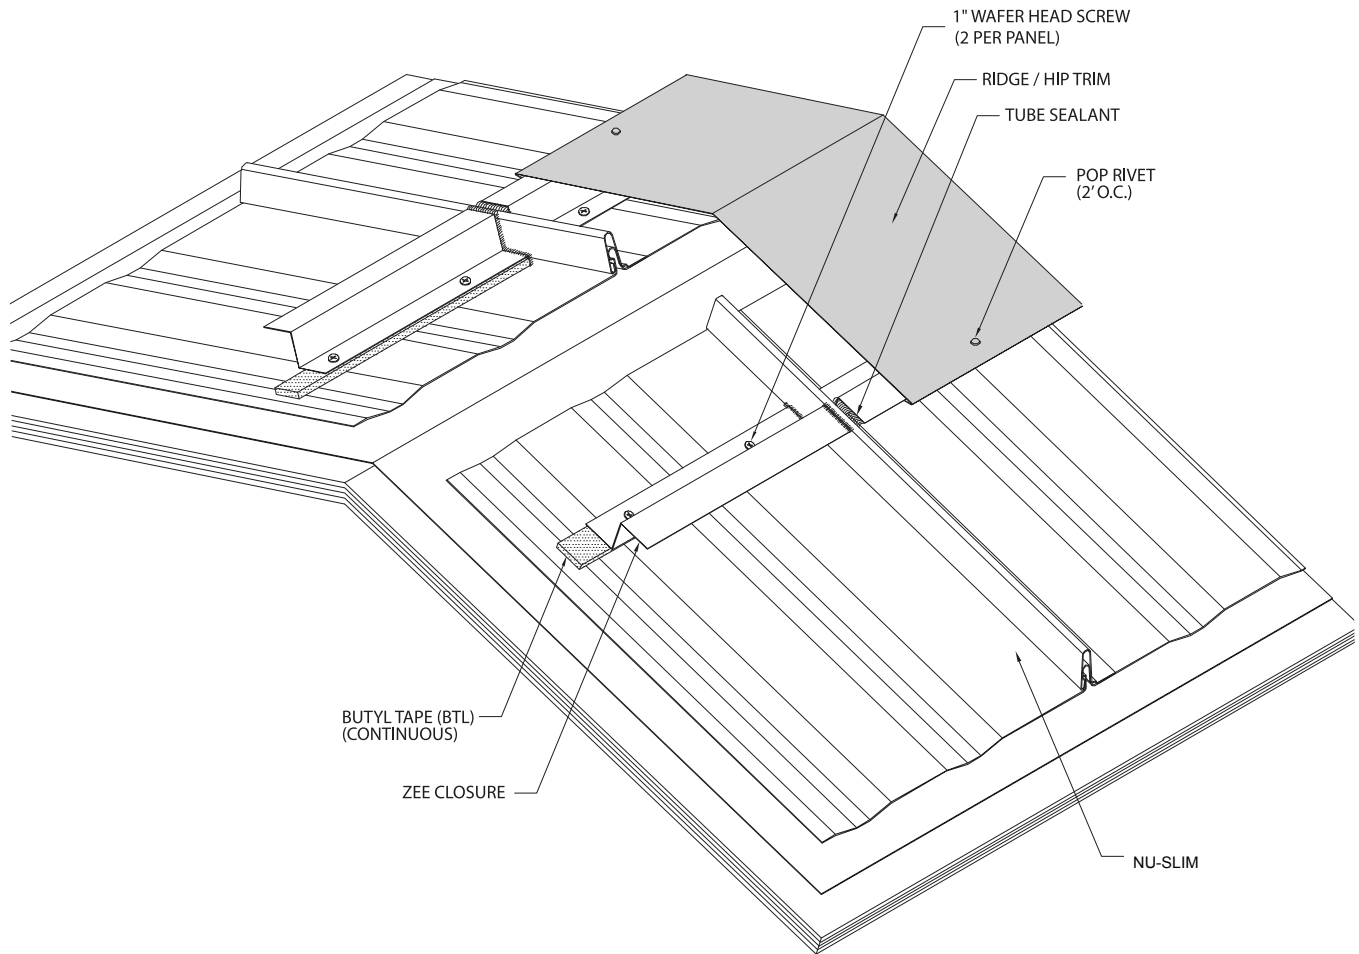 1" WAFER HEAD SCREW
(2 PER PANEL)
RIDGE / HIP TRIM
TUBE SEALANT
POP RIVET
(2' O.C.)
BUTYL TAPE (BTL)
(CONTINUOUS)
ZEE CLOSURE
NU-SLIM